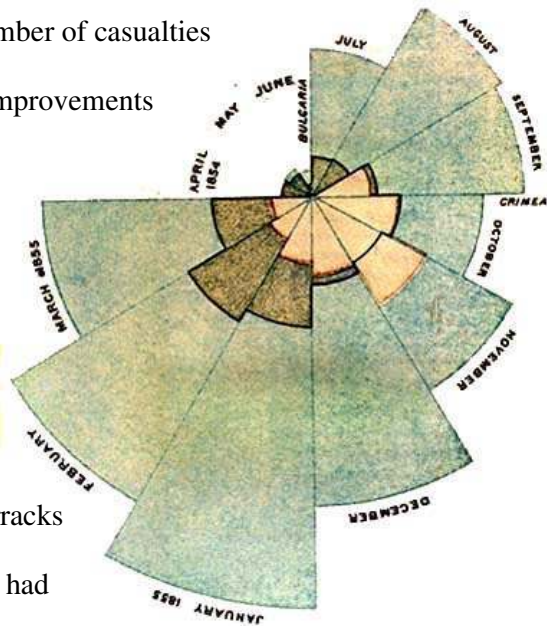 mber of casualties
mprovements
racks
had
JULY
AUGUST
SEPTEMBER
CRIMEA
OCTOBER
NOVEMBER
DECEMBER
JANUARY 1855
FEBRUARY
MARCH 1855
APRIL
1854
MAY
JUNE
BULGARIA